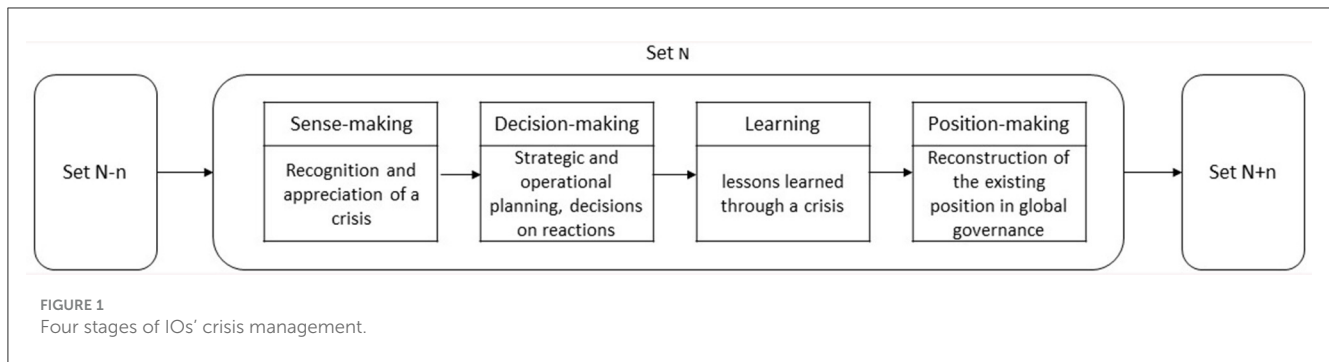 Set N
Set N-n
Sense-making
Recognition and
appreciation of a
crisis
Decision-making
Strategic and
operational
planning, decisions
on reactions
Learning
lessons learned
through a crisis
Position-making
Reconstruction of
the existing
position in global
governance
Set N+n
FIGURE 1
Four stages of IOs' crisis management.